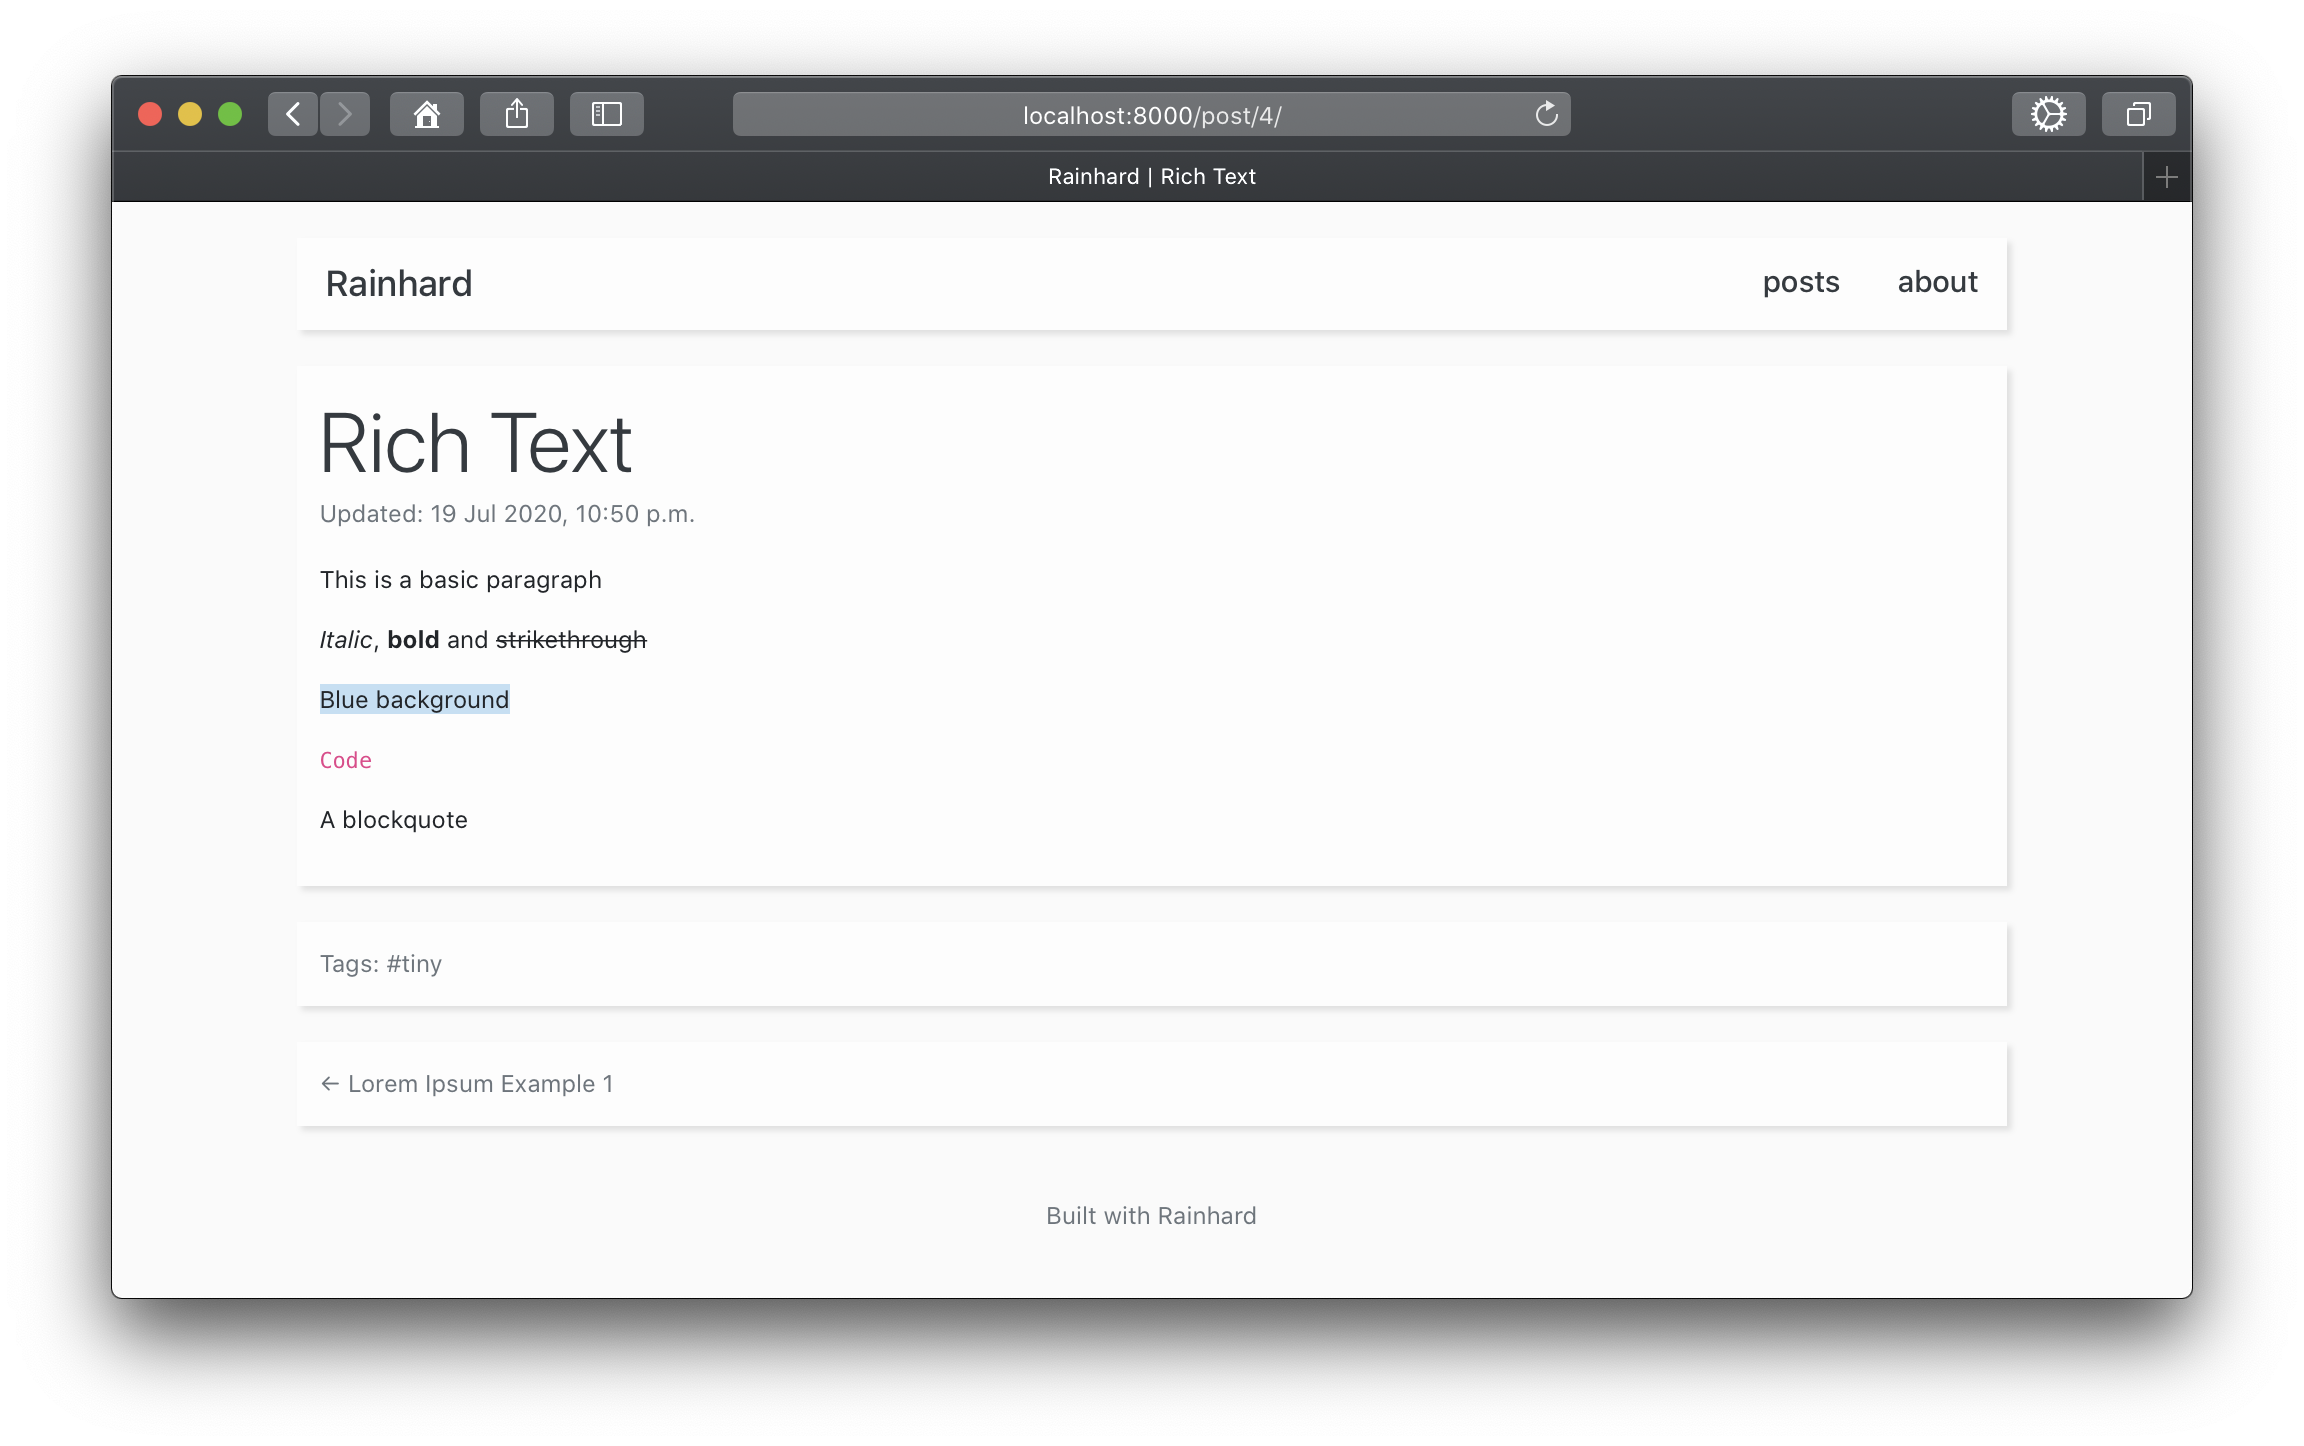 localhost:8000/post/4/
Rainhard | Rich Text
Rainhard
posts about
Rich Text
Updated: 19 Jul 2020, 10:50 p.m.
This is a basic paragraph
Italic, bold and strikethrough
Blue background
Code
A blockquote
Tags: #tiny
← Lorem Ipsum Example 1
Built with Rainhard